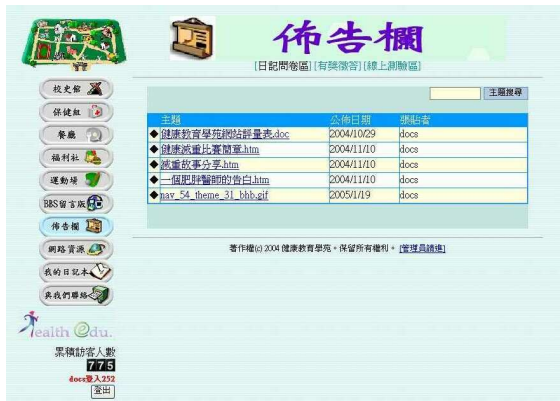 佈告欄
[日記問卷區] [有獎徵答] [線上測驗區]
校史館
保健組
餐廳
福利社
運動場
BBS留言版
佈告欄
網路資源
我的日記本
與我們聯絡
Health @du.
累積訪客人數
775
docs登入252
登出
主題搜尋
主題 公佈日期 張貼者
◆健康教育學苑網站評量表.doc 2004/10/29 docs
◆健康減重比賽簡章.htm 2004/11/10 docs
◆減重故事分享.htm 2004/11/10 docs
◆一個肥胖醫師的告白.htm 2004/11/10 docs
◆nav_54_theme_31_bhb.gif 2005/1/19 docs
著作權(c) 2004 健康教育學苑。保留所有權利。 [管理員請進]